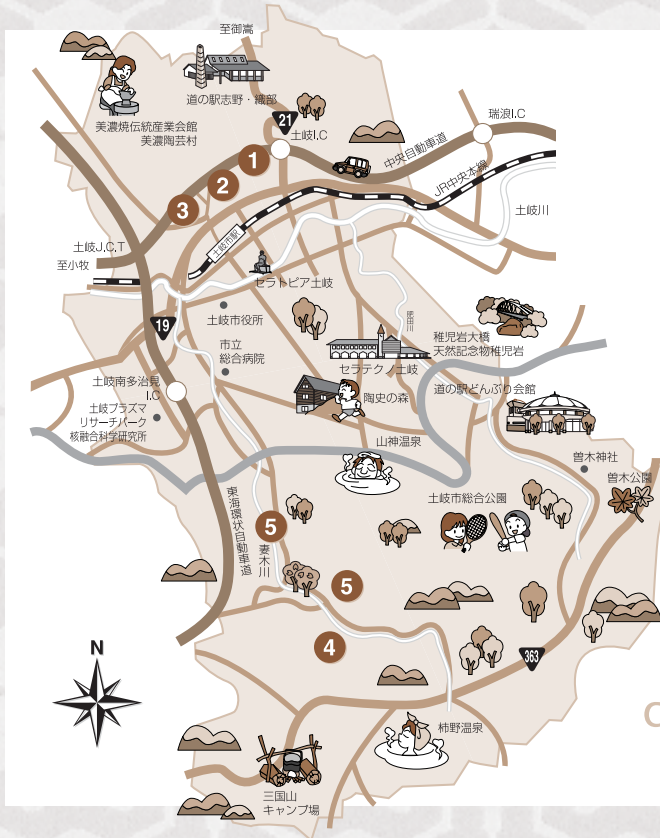 至御嵩
道の駅志野・織部
美濃焼伝統産業会館
美濃陶芸村
21
土岐I.C
瑞浪I.C
中央自動車道
JR中央本線
1
2
3
土岐川
土岐J.C.T
至小牧
土岐市駅
セラトピア土岐
19
土岐市役所
肥田川
稚児岩大橋
天然記念物稚児岩
市立
総合病院
セラテクノ土岐
土岐南多治見
I.C
道の駅どんぶり会館
陶史の森
土岐プラズマ
リサーチパーク
核融合科学研究所
山神温泉
曽木神社
曽木公園
土岐市総合公園
東海環状自動車道
妻木川
5
5
4
363
N
柿野温泉
三国山
キャンプ場